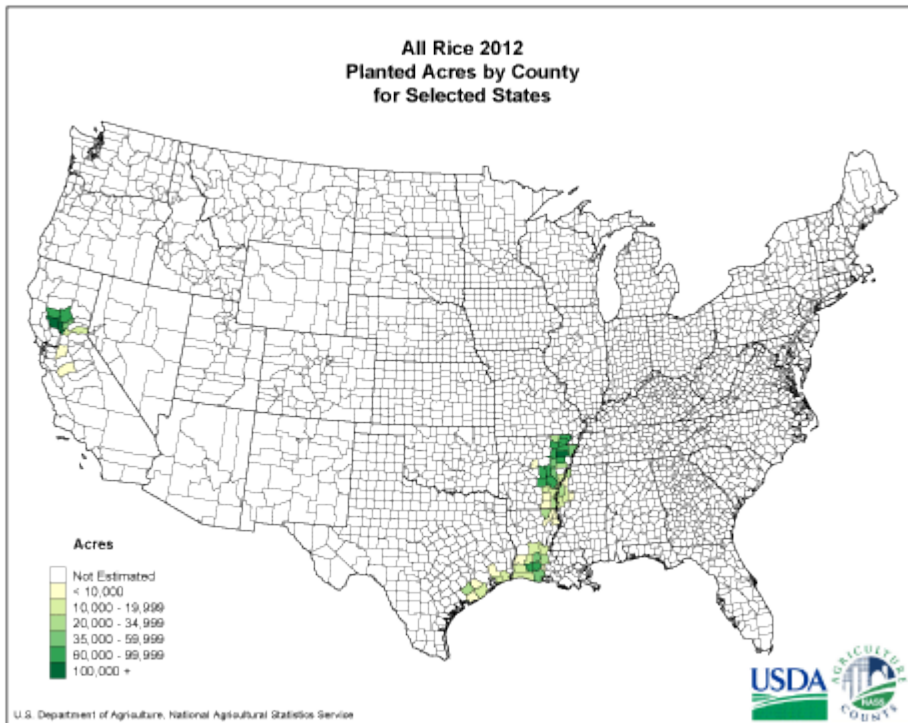 All Rice 2012
Planted Acres by County
for Selected States
Acres
Not Estimated
< 10,000
10,000 - 19,999
20,000 - 34,999
35,000 - 59,999
60,000 - 99,999
100,000 +
U.S. Department of Agriculture, National Agricultural Statistics Service
USDA
AGRICULTURE
NASS
COUNTS